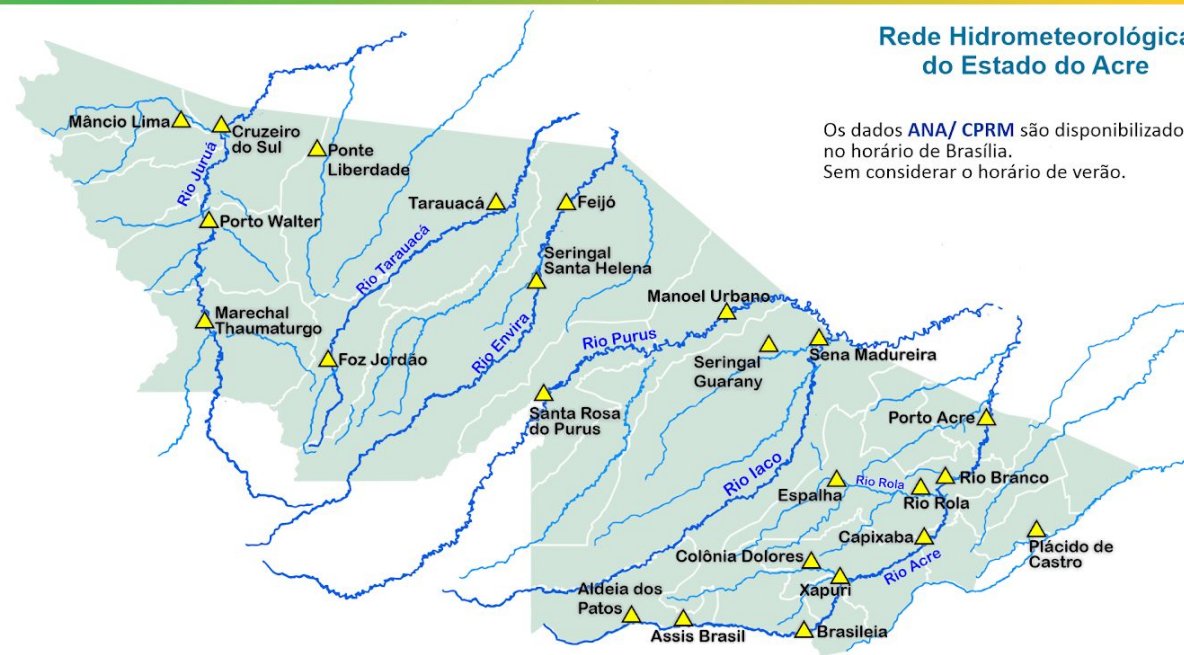 Rede Hidrometeorológica
do Estado do Acre
Os dados ANA/ CPRM são disponibilizado
no horário de Brasília.
Sem considerar o horário de verão.
Mâncio Lima
Cruzeiro
do Sul
Ponte
Liberdade
Rio Juruá
Porto Walter
Tarauacá
Feijó
Rio Tarauacá
Seringal
Santa Helena
Marechal
Thaumaturgo
Foz Jordão
Rio Envira
Manoel Urbano
Rio Purus
Seringal
Guarany
Sena Madureira
Santa Rosa
do Purus
Porto Acre
Rio Iaco
Espalha
Rio Rola
Rio Branco
Rio Rola
Capixaba
Plácido de
Castro
Colônia Dolores
Rio Acre
Xapuri
Aldeia dos
Patos
Assis Brasil
Brasileia